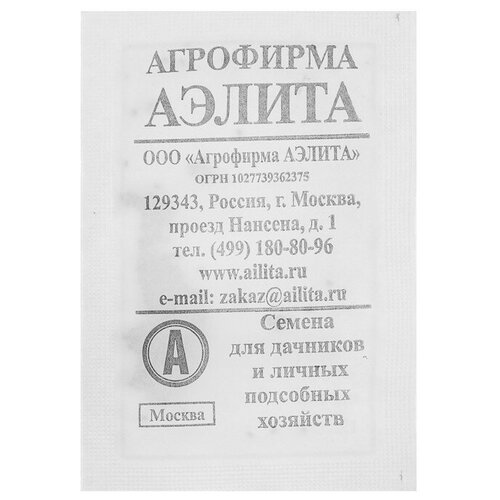 АГРОФИРМА
АЭЛИТА
ООО «Агрофирма АЭЛИТА»
ОГРН 1027739362375
129343, Россия, г. Москва,
проезд Нансена, д. 1
тел. (499) 180-80-96
www.ailita.ru
e-mail: zakaz@ailita.ru
А
Москва
Семена
для дачников
и личных
подсобных
хозяйств